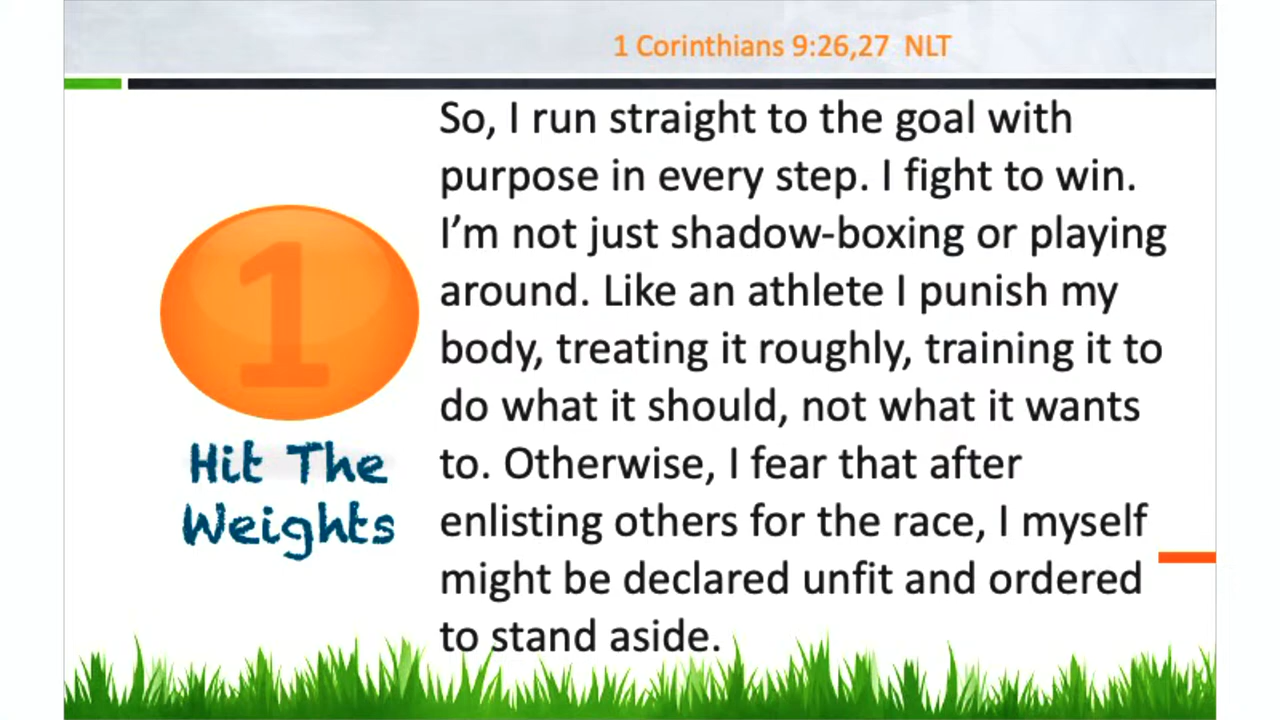 1 Corinthians 9:26,27  NLT
So, I run straight to the goal with
purpose in every step. I fight to win.
I’m not just shadow-boxing or playing
around. Like an athlete I punish my
body, treating it roughly, training it to
do what it should, not what it wants
to. Otherwise, I fear that after
enlisting others for the race, I myself
might be declared unfit and ordered
to stand aside.
1
Hit The
Weights